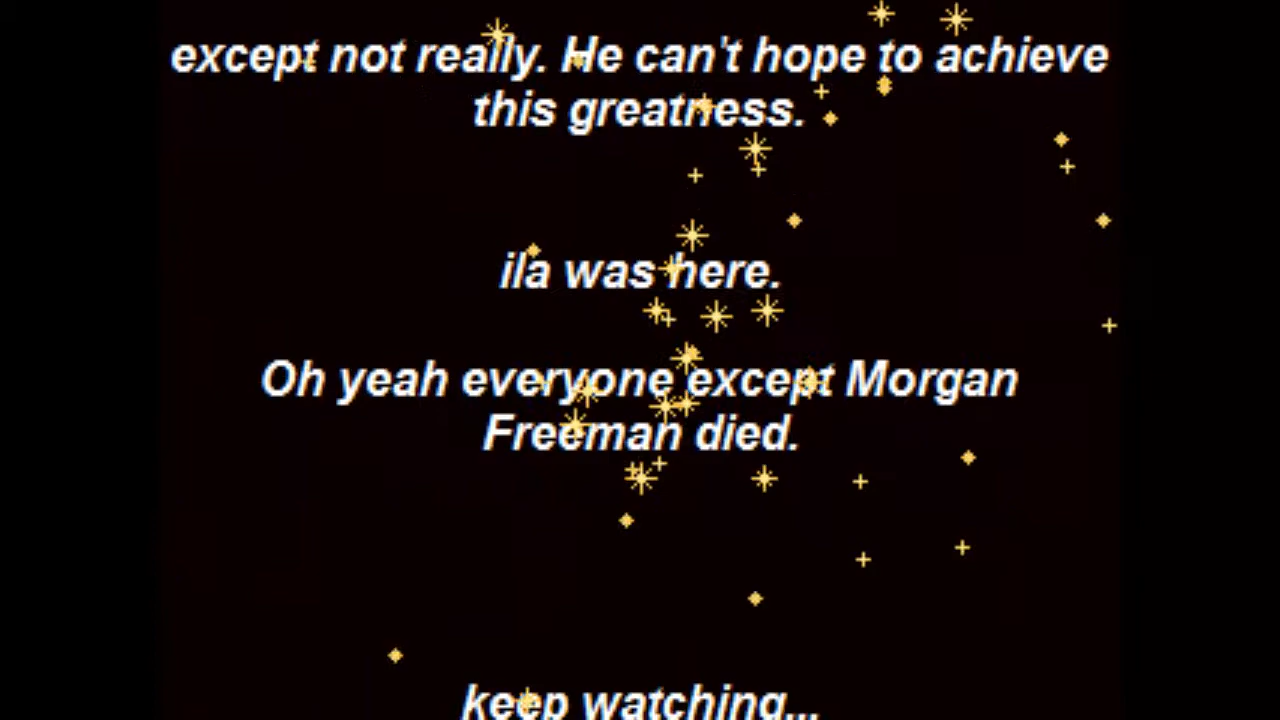 except not really. He can't hope to achieve
this greatness.
ila was here.
Oh yeah everyone except Morgan
Freeman died.
keep watching...